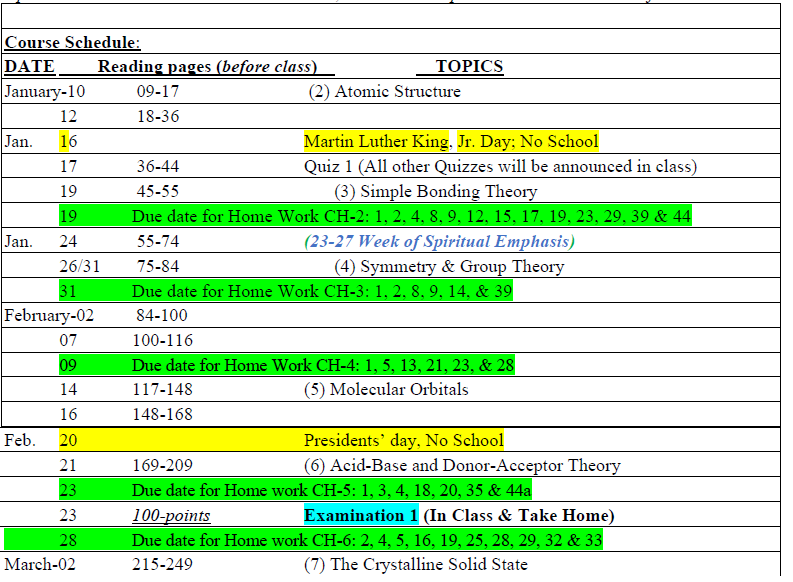 Course Schedule:
DATE Reading pages (before class) TOPICS
January-10 09-17 (2) Atomic Structure
12 18-36
Jan. 16 Martin Luther King, Jr. Day; No School
17 36-44 Quiz 1 (All other Quizzes will be announced in class)
19 45-55 (3) Simple Bonding Theory
19 Due date for Home Work CH-2: 1, 2, 4, 8, 9, 12, 15, 17, 19, 23, 29, 39 & 44
Jan. 24 55-74 (23-27 Week of Spiritual Emphasis)
26/31 75-84 (4) Symmetry & Group Theory
31 Due date for Home Work CH-3: 1, 2, 8, 9, 14, & 39
February-02 84-100
07 100-116
09 Due date for Home Work CH-4: 1, 5, 13, 21, 23, & 28
14 117-148 (5) Molecular Orbitals
16 148-168
Feb. 20 Presidents' day, No School
21 169-209 (6) Acid-Base and Donor-Acceptor Theory
23 Due date for Home work CH-5: 1, 3, 4, 18, 20, 35 & 44a
23 100-points Examination 1 (In Class & Take Home)
28 Due date for Home work CH-6: 2, 4, 5, 16, 19, 25, 28, 29, 32 & 33
March-02 215-249 (7) The Crystalline Solid State